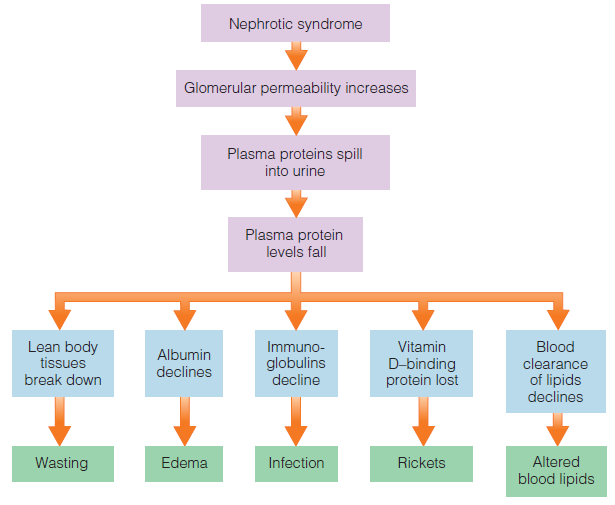 Nephrotic syndrome
Glomerular permeability increases
Plasma proteins spill
into urine
Plasma protein
levels fall
Lean body
tissues
break down
Albumin
declines
Immuno-
globulins
decline
Vitamin
D–binding
protein lost
Blood
clearance
of lipids
declines
Wasting
Edema
Infection
Rickets
Altered
blood lipids